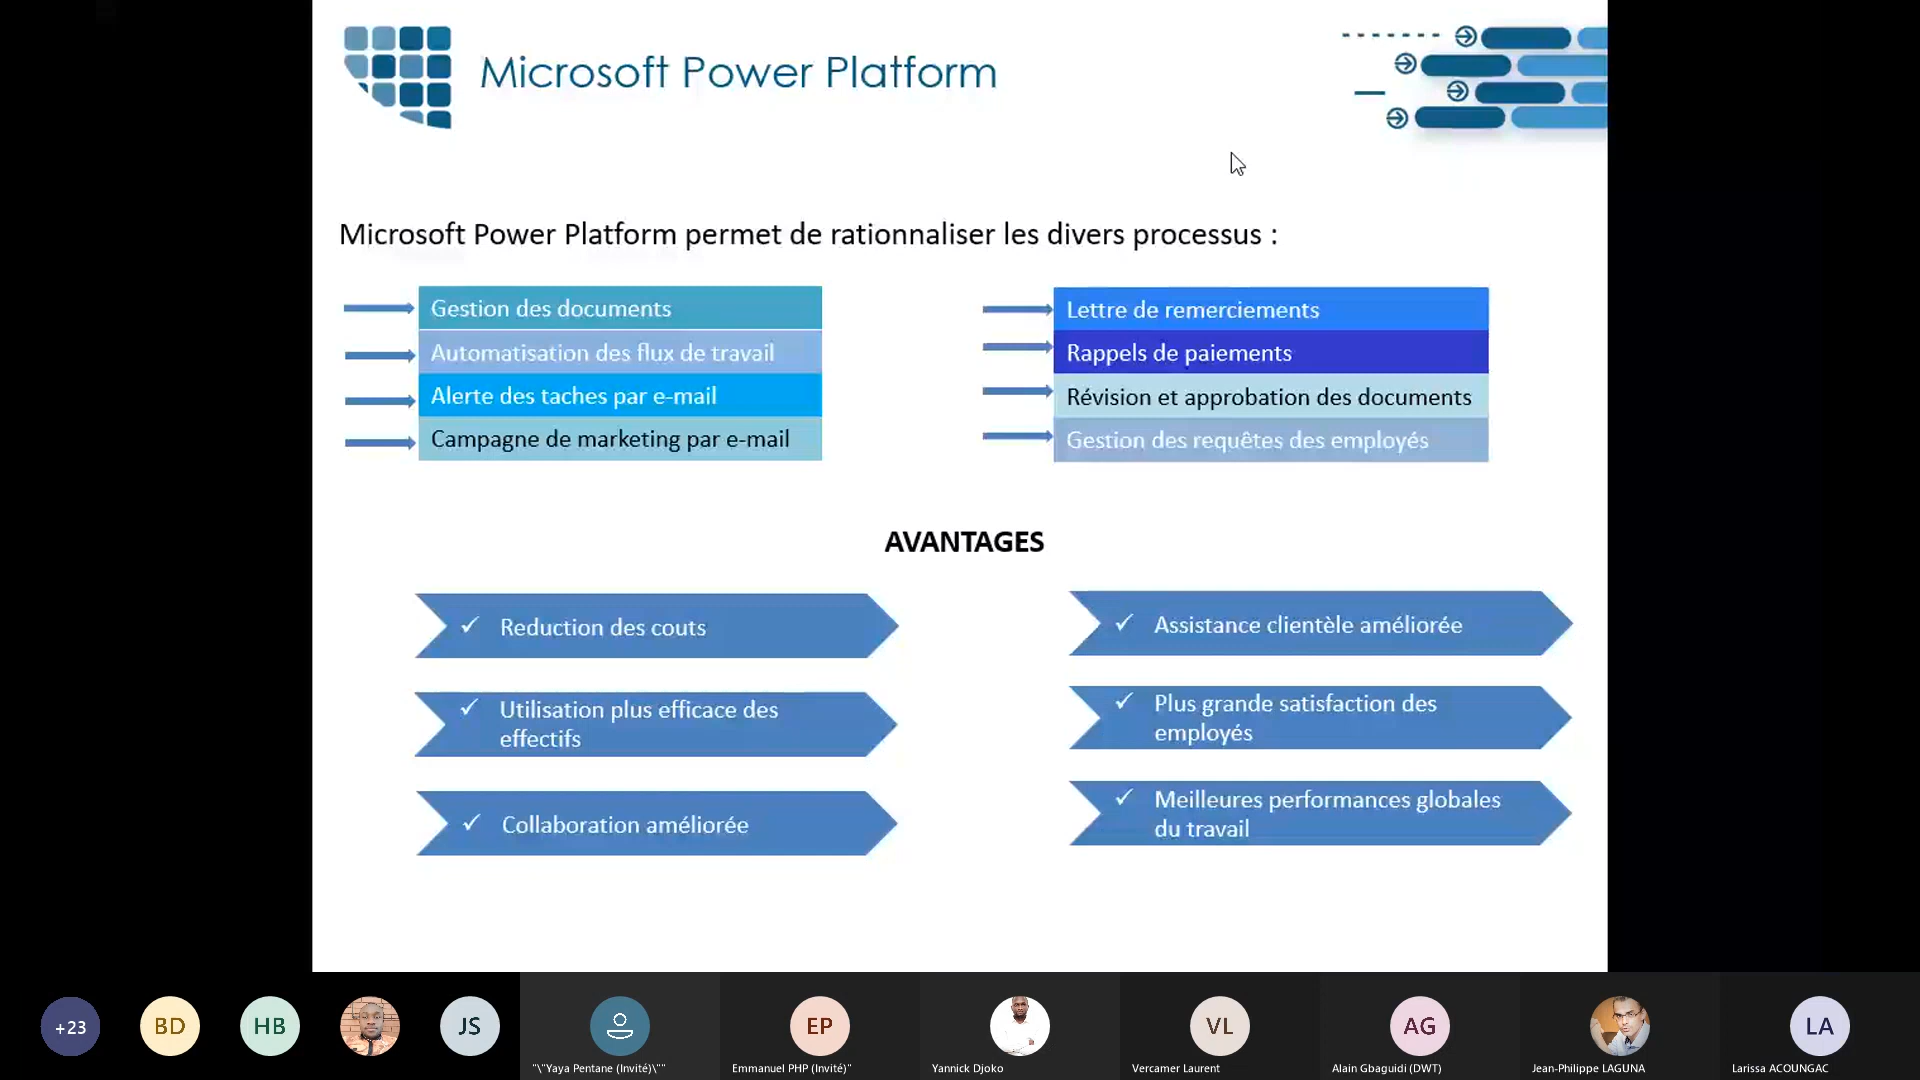 Microsoft Power Platform
Microsoft Power Platform permet de rationnaliser les divers processus :
Gestion des documents
Automatisation des flux de travail
Alerte des taches par e-mail
Campagne de marketing par e-mail
Lettre de remerciements
Rappels de paiements
Révision et approbation des documents
Gestion des requêtes des employés
AVANTAGES
✓ Reduction des couts
✓ Utilisation plus efficace des
effectifs
✓ Collaboration améliorée
✓ Assistance clientèle améliorée
✓ Plus grande satisfaction des
employés
✓ Meilleures performances globales
du travail
+23
BD
HB
JS
"\"Yaya Pentane (Invité)\""
EP
Emmanuel PHP (Invité)"
Yannick Djoko
VL
Vercamer Laurent
AG
Alain Gbaguidi (DWT)
Jean-Philippe LAGUNA
LA
Larissa ACOUNGAC